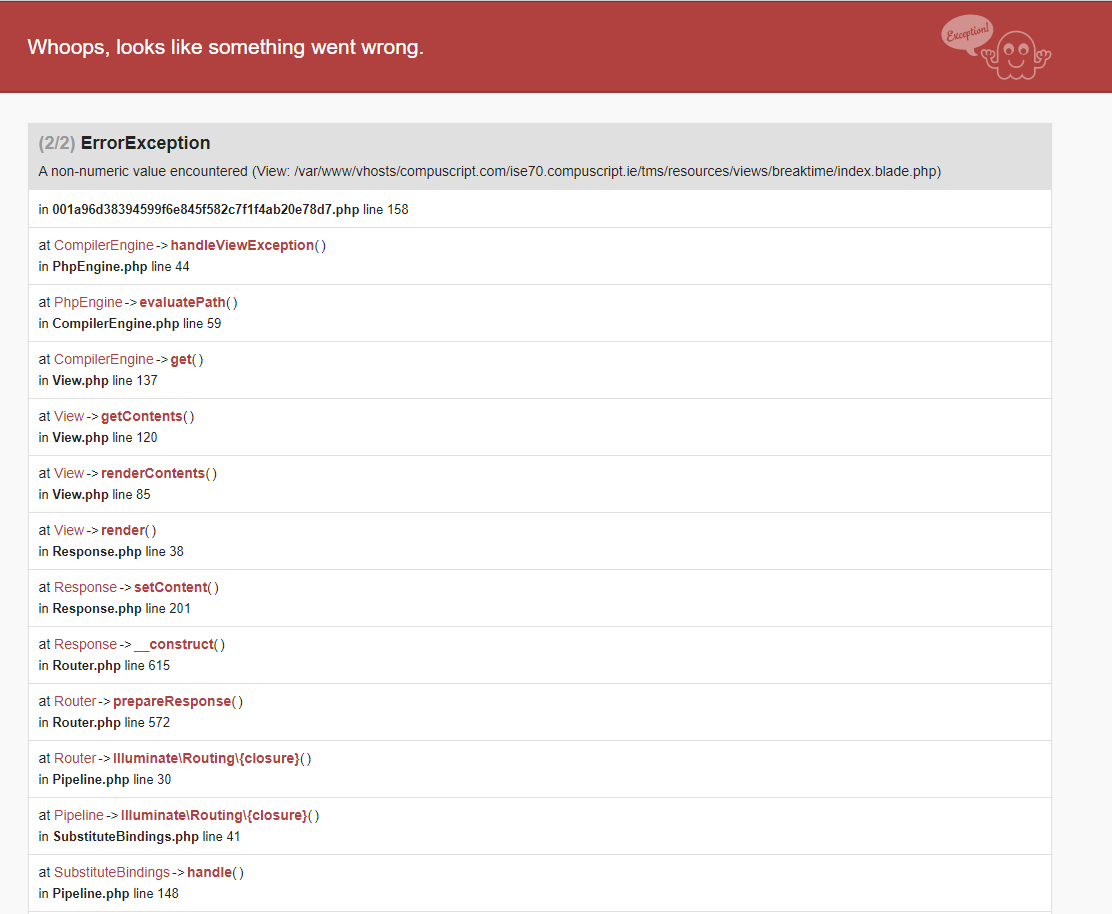 Whoops, looks like something went wrong.
Exception!
(2/2) ErrorException
A non-numeric value encountered (View: /var/www/vhosts/compuscript.com/ise70.compuscript.ie/tms/resources/views/breaktime/index.blade.php)
in 001a96d38394599f6e845f582c7f1f4ab20e78d7.php line 158
at CompilerEngine->handleViewException()
in PhpEngine.php line 44
at PhpEngine->evaluatePath()
in CompilerEngine.php line 59
at CompilerEngine->get()
in View.php line 137
at View->getContents()
in View.php line 120
at View->renderContents()
in View.php line 85
at View->render()
in Response.php line 38
at Response->setContent()
in Response.php line 201
at Response->__construct()
in Router.php line 615
at Router->prepareResponse()
in Router.php line 572
at Router->Illuminate\Routing\{closure}()
in Pipeline.php line 30
at Pipeline->Illuminate\Routing\{closure}()
in SubstituteBindings.php line 41
at SubstituteBindings->handle()
in Pipeline.php line 148